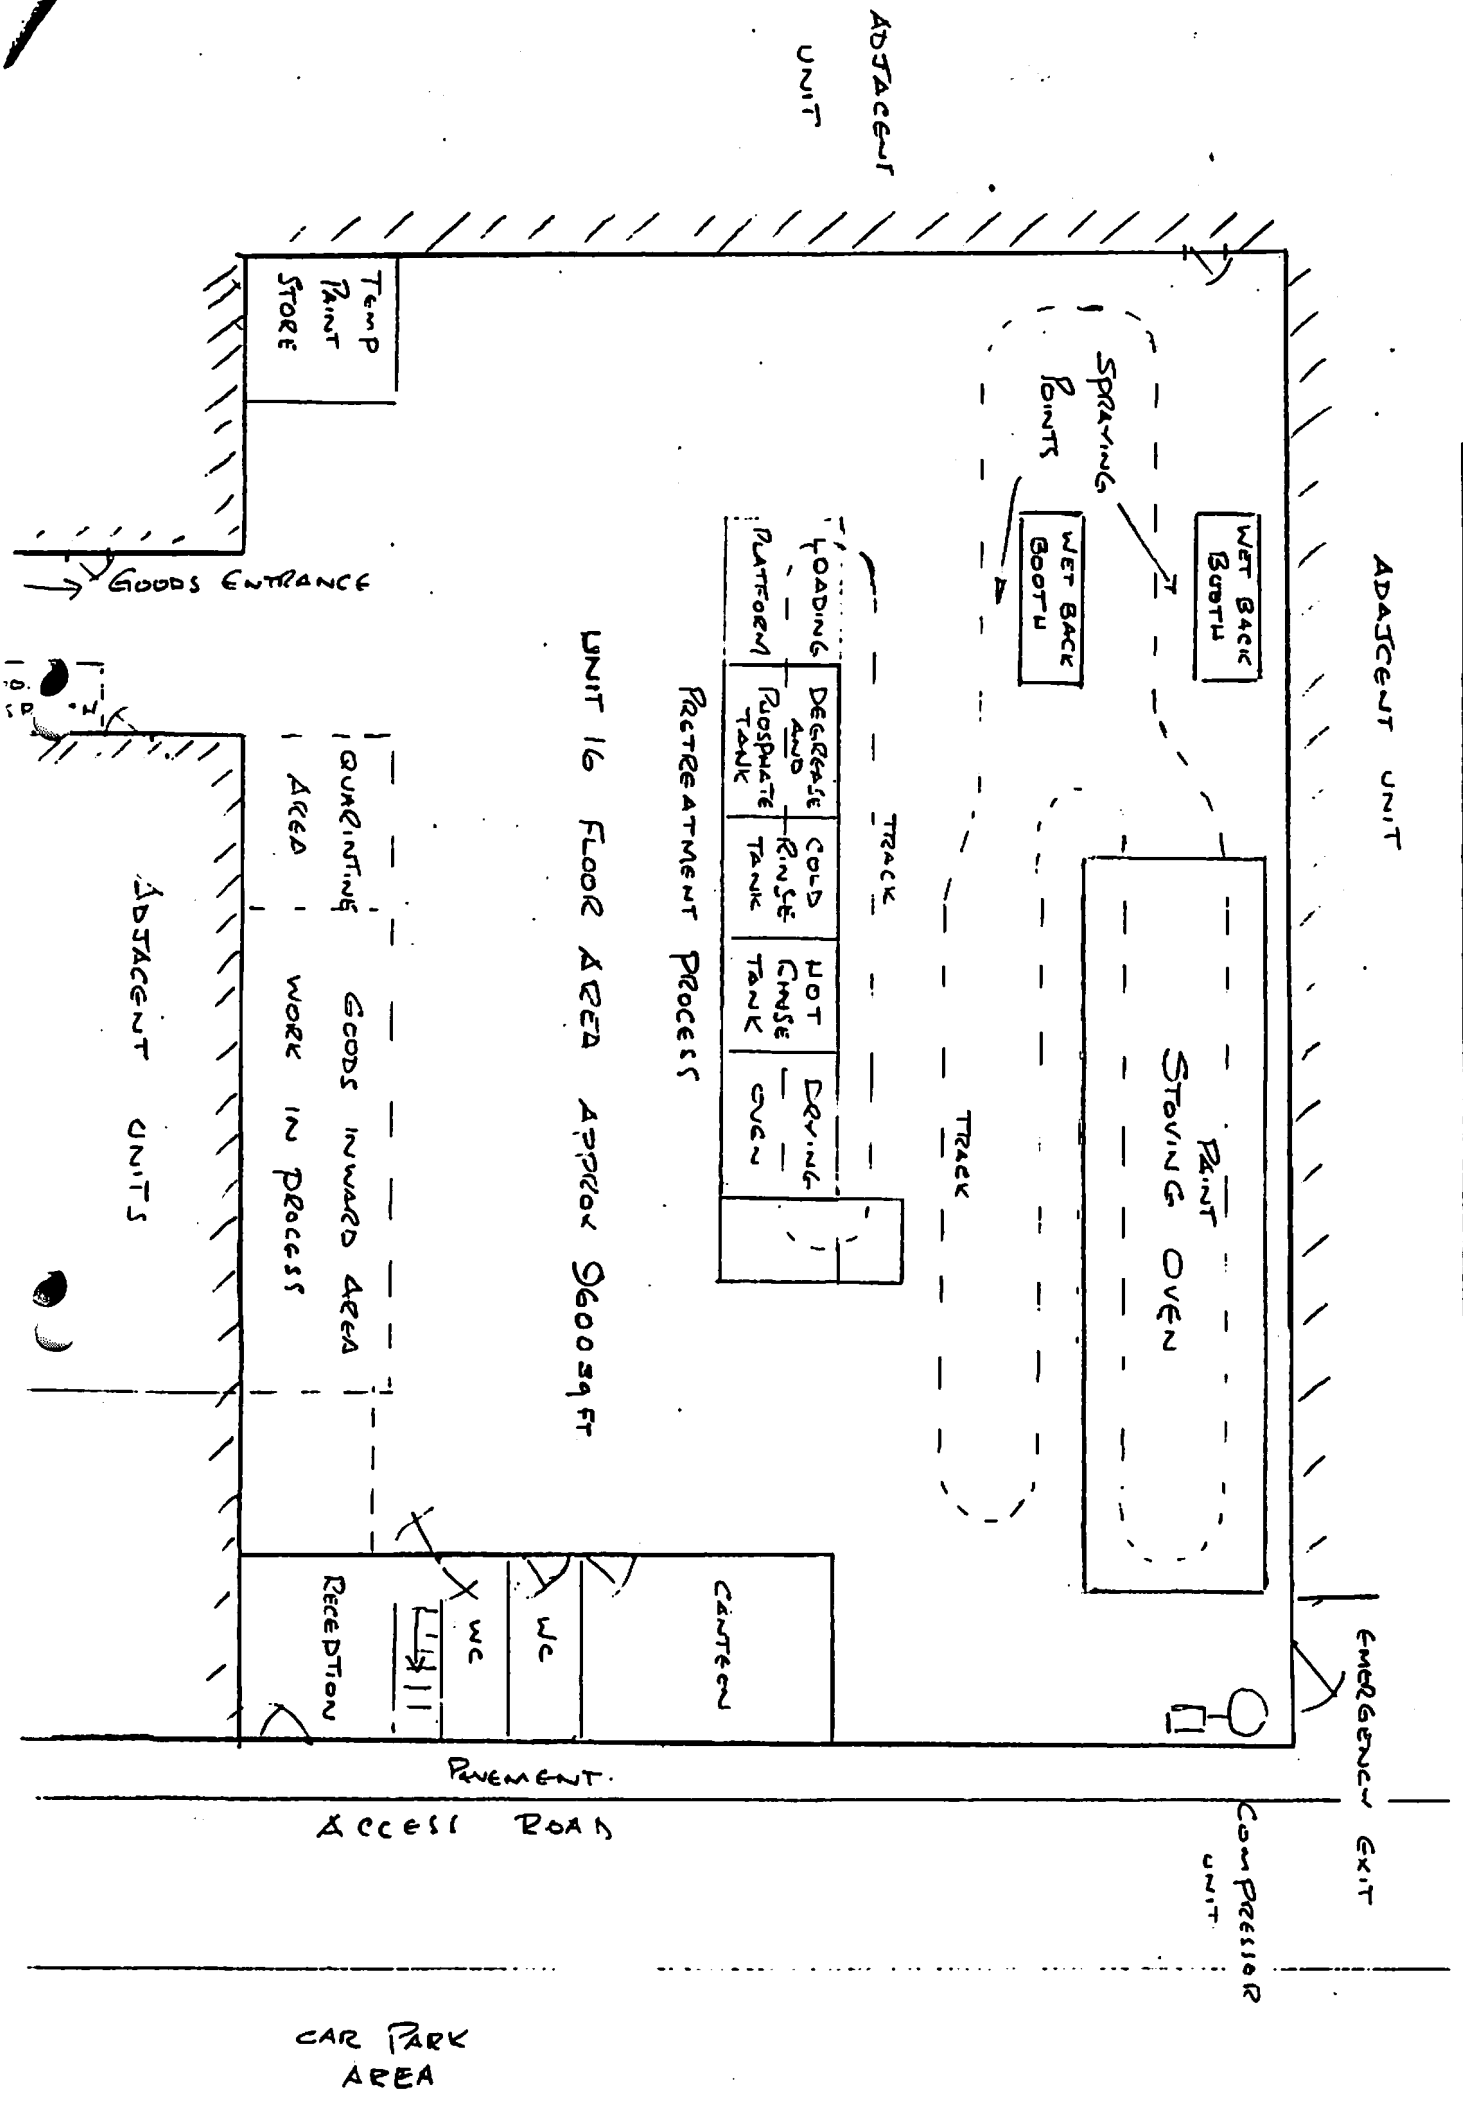 ADJACENT
UNIT
ADAJCENT UNIT
EMERGENCY EXIT
COMPRESSOR
UNIT
WET BACK
BOOTH
WET BACK
BOOTH
SPRAYING
POINTS
PAINT
STOVING OVEN
TRACK
TRACK
LOADING
PLATFORM
DEGREASE
AND
PHOSPHATE
TANK
COLD
RINSE
TANK
HOT
RINSE
TANK
DRYING
OVEN
PRETREATMENT PROCESS
UNIT 16 FLOOR AREA APPROX 9600 SQ FT
TEMP
PAINT
STORE
GOODS ENTRANCE
QUARINTINE
AREA
GOODS INWARD AREA
WORK IN PROCESS
CANTEEN
WC
WC
RECEPTION
ADJACENT UNITS
PAVEMENT.
ACCESS ROAD
CAR PARK
AREA